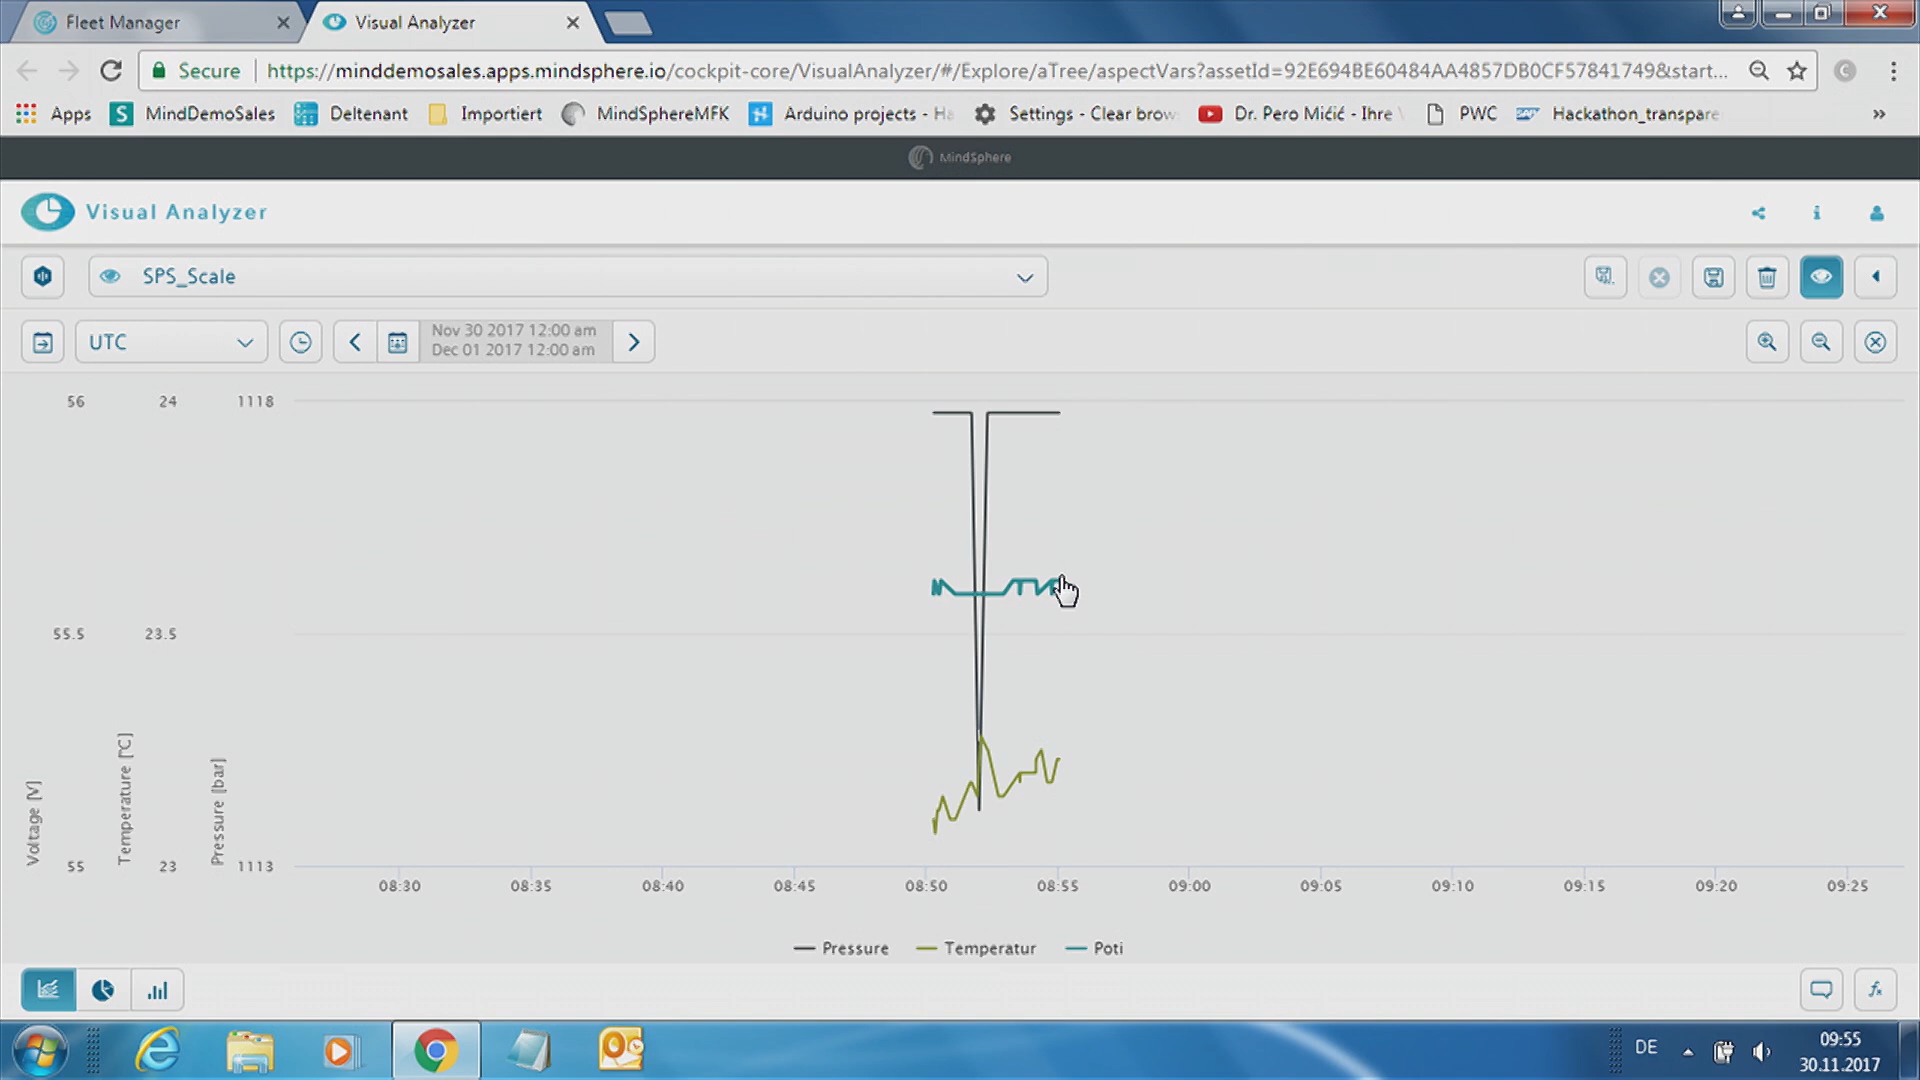 Fleet Manager
Visual Analyzer
Secure
https://minddemosales.apps.mindsphere.io/cockpit-core/VisualAnalyzer/#/Explore/aTree/aspectVars?assetId=92E694BE60484AA4857DB0CF57841749&start...
Apps
MindDemoSales
Deltenant
Importiert
MindSphereMFK
Arduino projects - Ha
Settings - Clear brow
Dr. Pero Mićić - Ihre
PWC
Hackathon_transpare
»
MindSphere
Visual Analyzer
SPS_Scale
UTC
Nov 30 2017 12:00 am
Dec 01 2017 12:00 am
56 24 1118
55.5 23.5
55 23 1113
Voltage [V]
Temperature [°C]
Pressure [bar]
08:30 08:35 08:40 08:45 08:50 08:55 09:00 09:05 09:10 09:15 09:20 09:25
Pressure Temperatur Poti
DE
09:55
30.11.2017